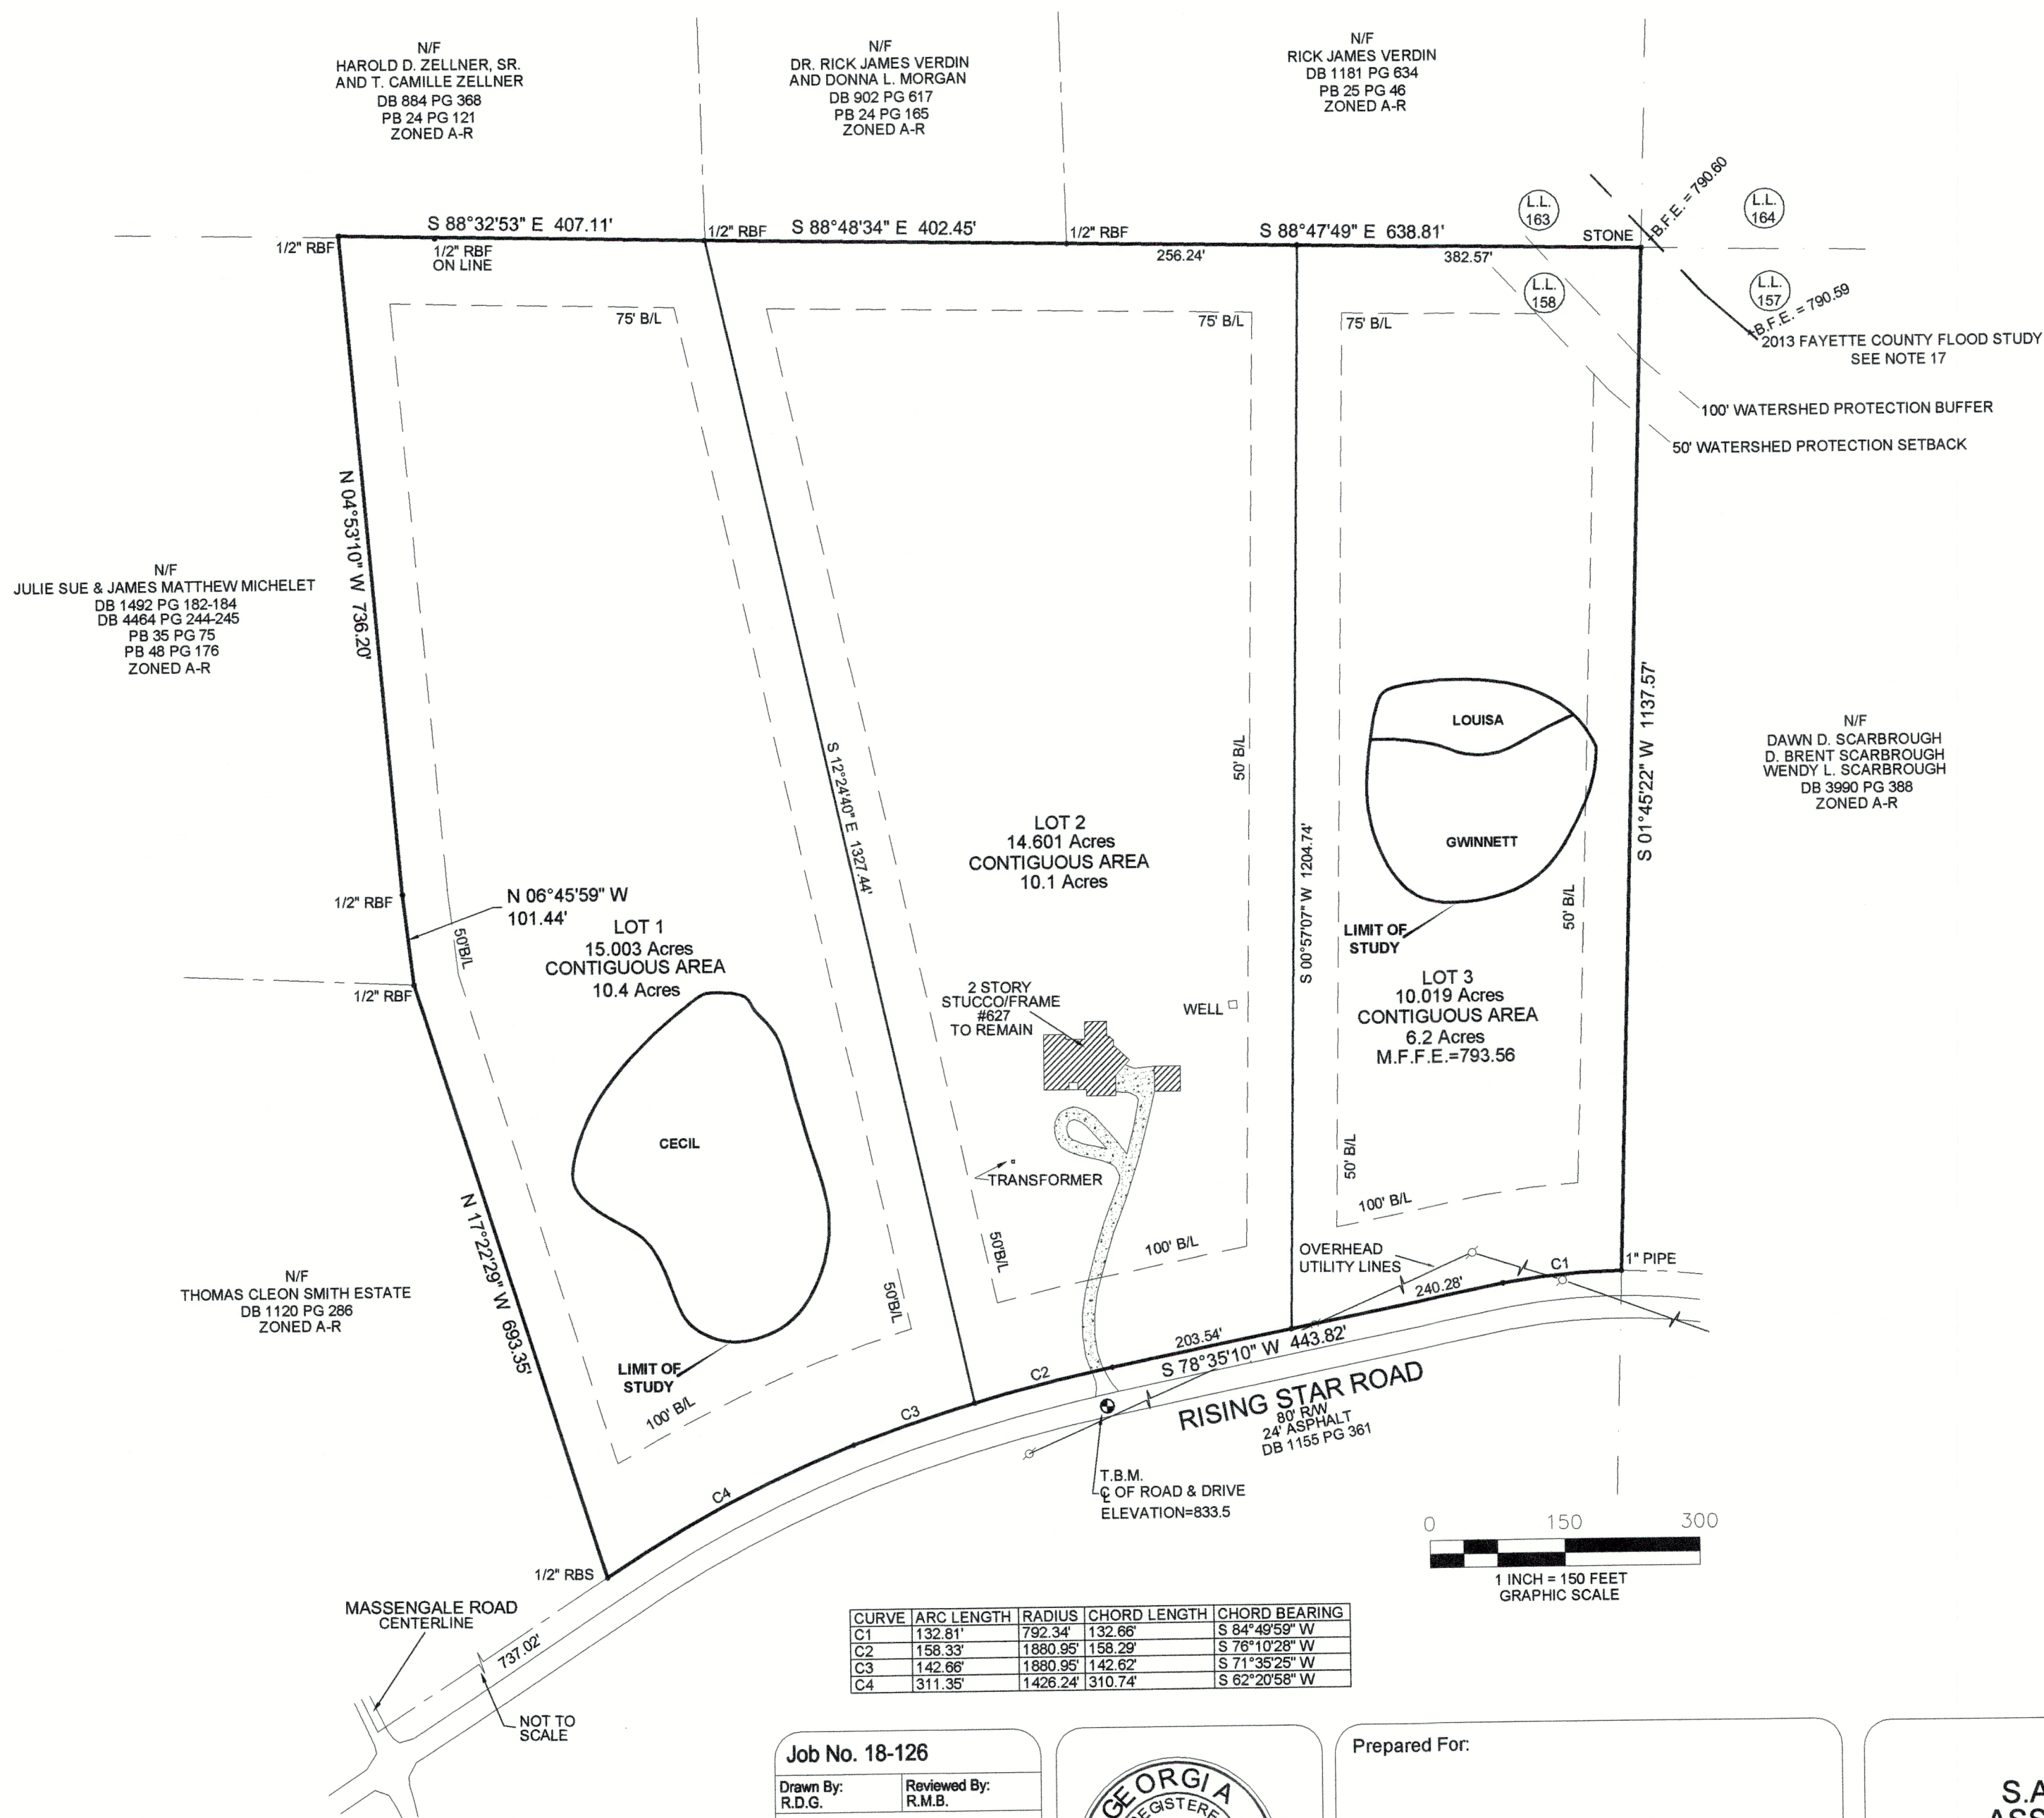 N/F
HAROLD D. ZELLNER, SR.
AND T. CAMILLE ZELLNER
DB 884 PG 368
PB 24 PG 121
ZONED A-R
N/F
DR. RICK JAMES VERDIN
AND DONNA L. MORGAN
DB 902 PG 617
PB 24 PG 165
ZONED A-R
N/F
RICK JAMES VERDIN
DB 1181 PG 634
PB 25 PG 46
ZONED A-R
B.F.E. = 790.60
L.L.
163
L.L.
164
S 88°32'53" E 407.11'
1/2" RBF
S 88°48'34" E 402.45'
1/2" RBF
S 88°47'49" E 638.81'
STONE
1/2" RBF
1/2" RBF
ON LINE
256.24'
382.57'
L.L.
158
L.L.
157
B.F.E. = 790.59
2013 FAYETTE COUNTY FLOOD STUDY
SEE NOTE 17
75' B/L
75' B/L
75' B/L
100' WATERSHED PROTECTION BUFFER
50' WATERSHED PROTECTION SETBACK
N 04°53'10" W 736.20'
N/F
JULIE SUE & JAMES MATTHEW MICHELET
DB 1492 PG 182-184
DB 4464 PG 244-245
PB 35 PG 75
PB 48 PG 176
ZONED A-R
S 12°24'40" E 1327.44'
50' B/L
LOUISA
GWINNETT
S 01°45'22" W 1137.57'
N/F
DAWN D. SCARBROUGH
D. BRENT SCARBROUGH
WENDY L. SCARBROUGH
DB 3990 PG 388
ZONED A-R
LOT 2
14.601 Acres
CONTIGUOUS AREA
10.1 Acres
S 00°57'07" W 1204.74'
1/2" RBF
N 06°45'59" W
101.44'
50'B/L
LOT 1
15.003 Acres
CONTIGUOUS AREA
10.4 Acres
1/2" RBF
50' B/L
LIMIT OF
STUDY
LOT 3
10.019 Acres
CONTIGUOUS AREA
6.2 Acres
M.F.F.E.=793.56
2 STORY
STUCCO/FRAME
#627
TO REMAIN
WELL
CECIL
TRANSFORMER
50' B/L
100' B/L
N 17°22'29" W 693.35'
50'B/L
100' B/L
50'B/L
OVERHEAD
UTILITY LINES
C1
1" PIPE
240.28'
N/F
THOMAS CLEON SMITH ESTATE
DB 1120 PG 286
ZONED A-R
LIMIT OF
STUDY
100' B/L
C2
203.54'
S 78°35'10" W 443.82'
C3
RISING STAR ROAD
80' R/W
24' ASPHALT
DB 1155 PG 361
C4
T.B.M.
℄ OF ROAD & DRIVE
ELEVATION=833.5
0 150 300
1 INCH = 150 FEET
GRAPHIC SCALE
1/2" RBS
MASSENGALE ROAD
CENTERLINE
737.02'
NOT TO
SCALE
CURVE ARC LENGTH RADIUS CHORD LENGTH CHORD BEARING
C1 132.81' 792.34' 132.66' S 84°49'59" W
C2 158.33' 1880.95' 158.29' S 76°10'28" W
C3 142.66' 1880.95' 142.62' S 71°35'25" W
C4 311.35' 1426.24' 310.74' S 62°20'58" W
Job No. 18-126
Drawn By:
R.D.G.
Reviewed By:
R.M.B.
GEORGIA
Prepared For:
S.A